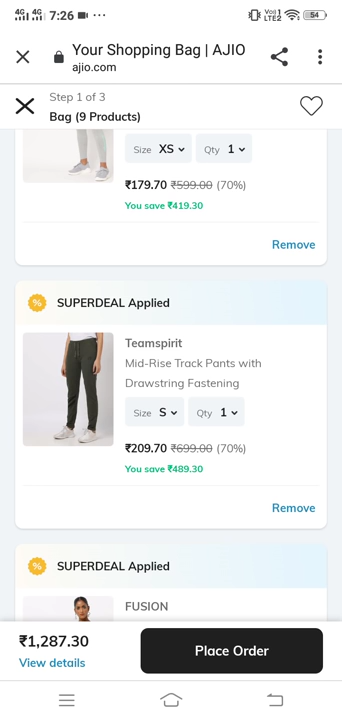 4G 4G 7:26 ··· Vo) LTE2 54
Your Shopping Bag | AJIO
ajio.com
Step 1 of 3
Bag (9 Products)
Size XS Qty 1
₹179.70 ₹599.00 (70%)
You save ₹419.30
Remove
% SUPERDEAL Applied
Teamspirit
Mid-Rise Track Pants with
Drawstring Fastening
Size S Qty 1
₹209.70 ₹699.00 (70%)
You save ₹489.30
Remove
% SUPERDEAL Applied
FUSION
₹1,287.30
View details
Place Order